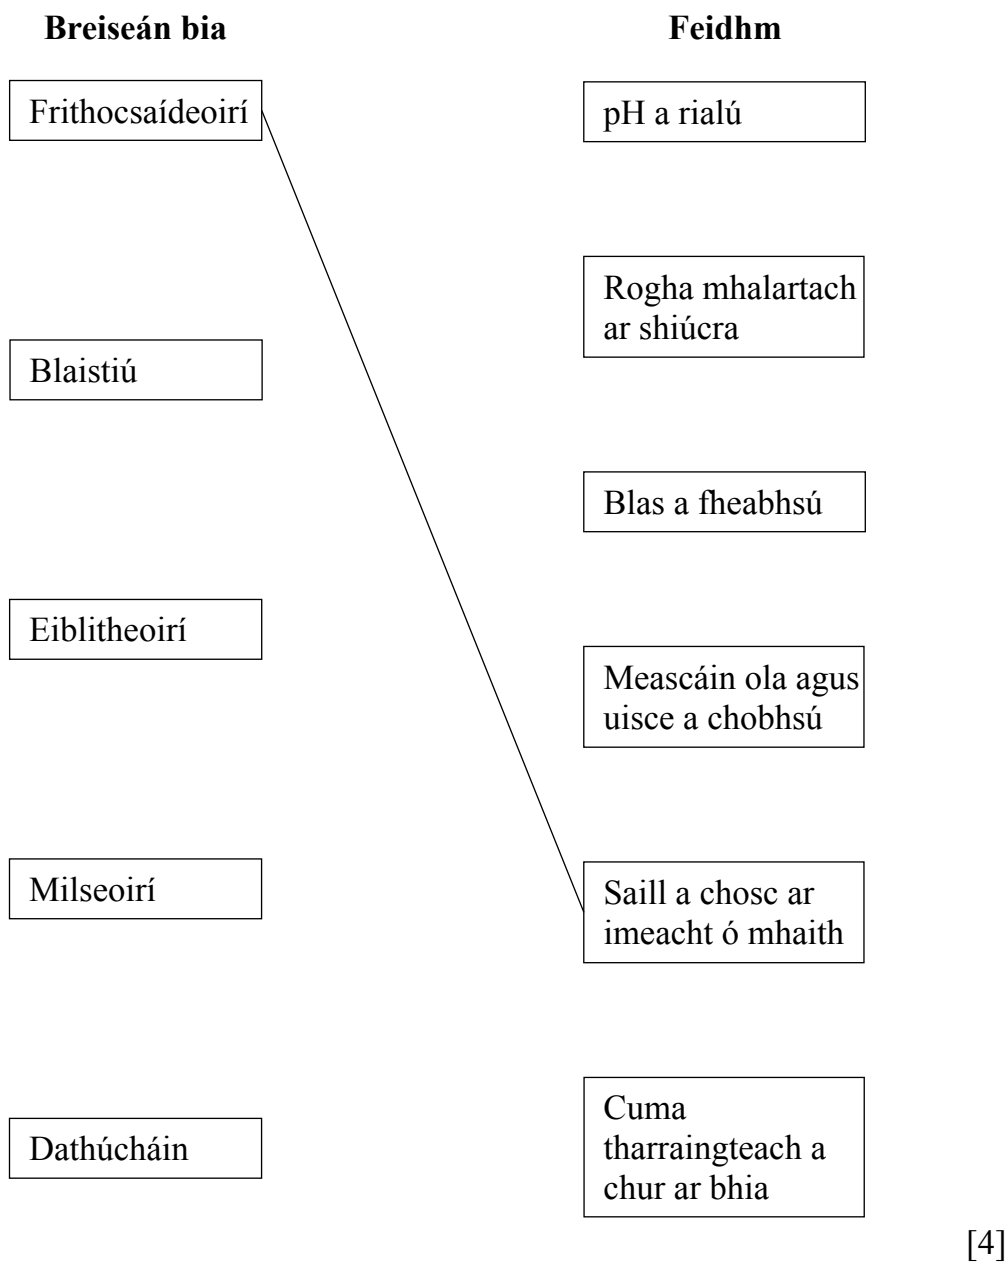 Breiseán bia
Feidhm
Frithocsaídeoirí
pH a rialú
Rogha mhalartach
ar shiúcra
Blaistiú
Blas a fheabhsú
Eiblitheoirí
Meascáin ola agus
uisce a chobhsú
Milseoirí
Saill a chosc ar
imeacht ó mhaith
Dathúcháin
Cuma
tharraingteach a
chur ar bhia
[4]